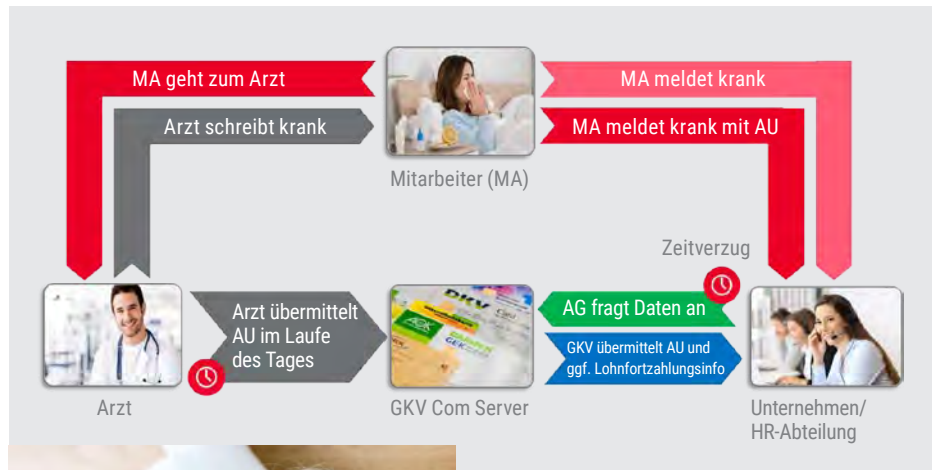 MA geht zum Arzt
MA meldet krank
Arzt schreibt krank
MA meldet krank mit AU
Mitarbeiter (MA)
Zeitverzug
Arzt übermittelt
AU im Laufe
des Tages
AG fragt Daten an
GKV übermittelt AU und
ggf. Lohnfortzahlungsinfo
DKV
AOK
Arzt
GKV Com Server
Unternehmen/
HR-Abteilung